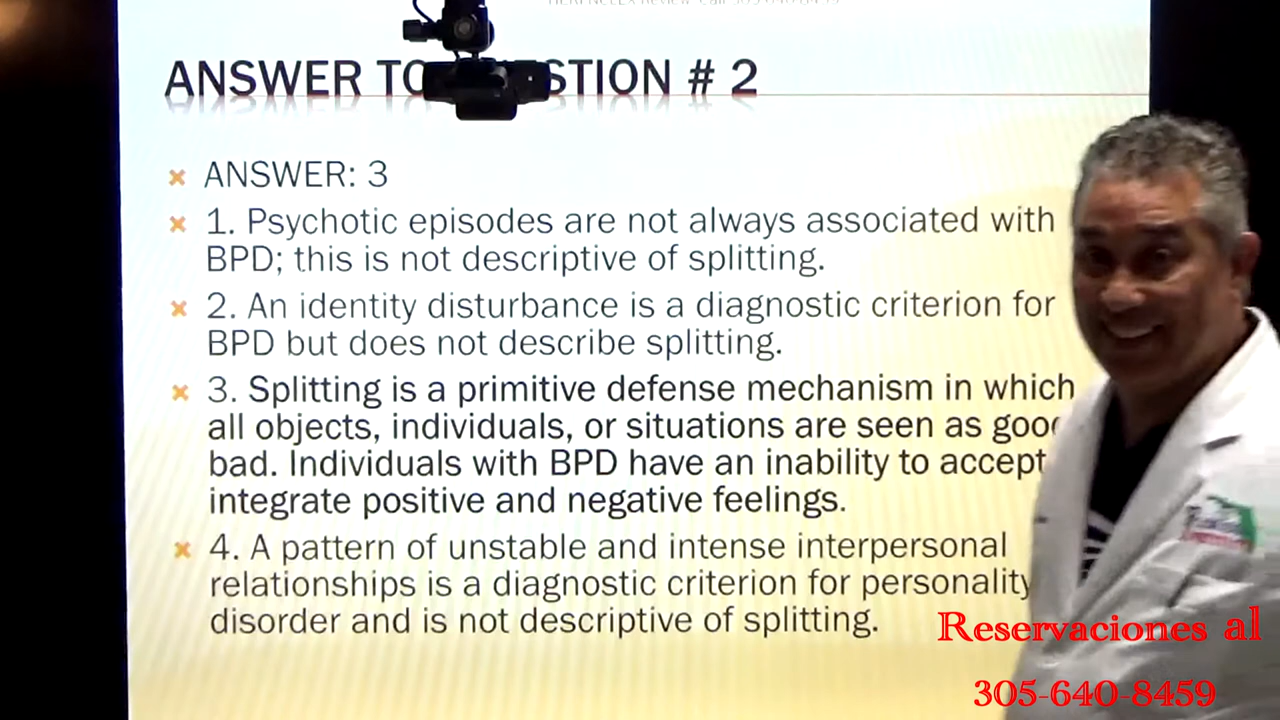 ANSWER TO STION # 2
ANSWER: 3
1. Psychotic episodes are not always associated with
BPD; this is not descriptive of splitting.
2. An identity disturbance is a diagnostic criterion for
BPD but does not describe splitting.
3. Splitting is a primitive defense mechanism in which
all objects, individuals, or situations are seen as
bad. Individuals with BPD have an inability to accept
integrate positive and negative feelings.
4. A pattern of unstable and intense interpersonal
relationships is a diagnostic criterion for personality
disorder and is not descriptive of splitting.
Reservaciones al
305-640-8459